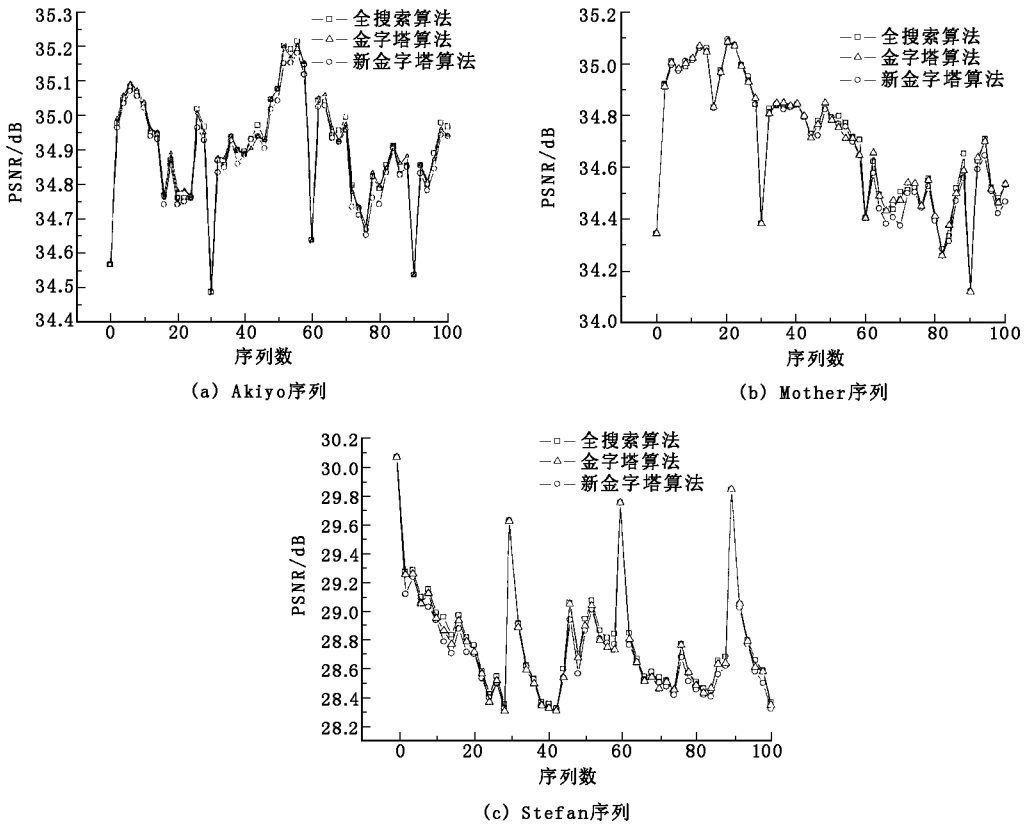 35.3
35.2
35.1
35.0
34.9
34.8
34.7
34.6
34.5
34.4
PSNR/dB
全搜索算法
金字塔算法
新金字塔算法
0 20 40 60 80 100
序列数
(a) Akiyo序列
35.2
35.0
34.8
34.6
34.4
34.2
34.0
PSNR/dB
全搜索算法
金字塔算法
新金字塔算法
0 20 40 60 80 100
序列数
(b) Mother序列
30.2
30.0
29.8
29.6
29.4
29.2
29.0
28.8
28.6
28.4
28.2
PSNR/dB
全搜索算法
金字塔算法
新金字塔算法
0 20 40 60 80 100
序列数
(c) Stefan序列